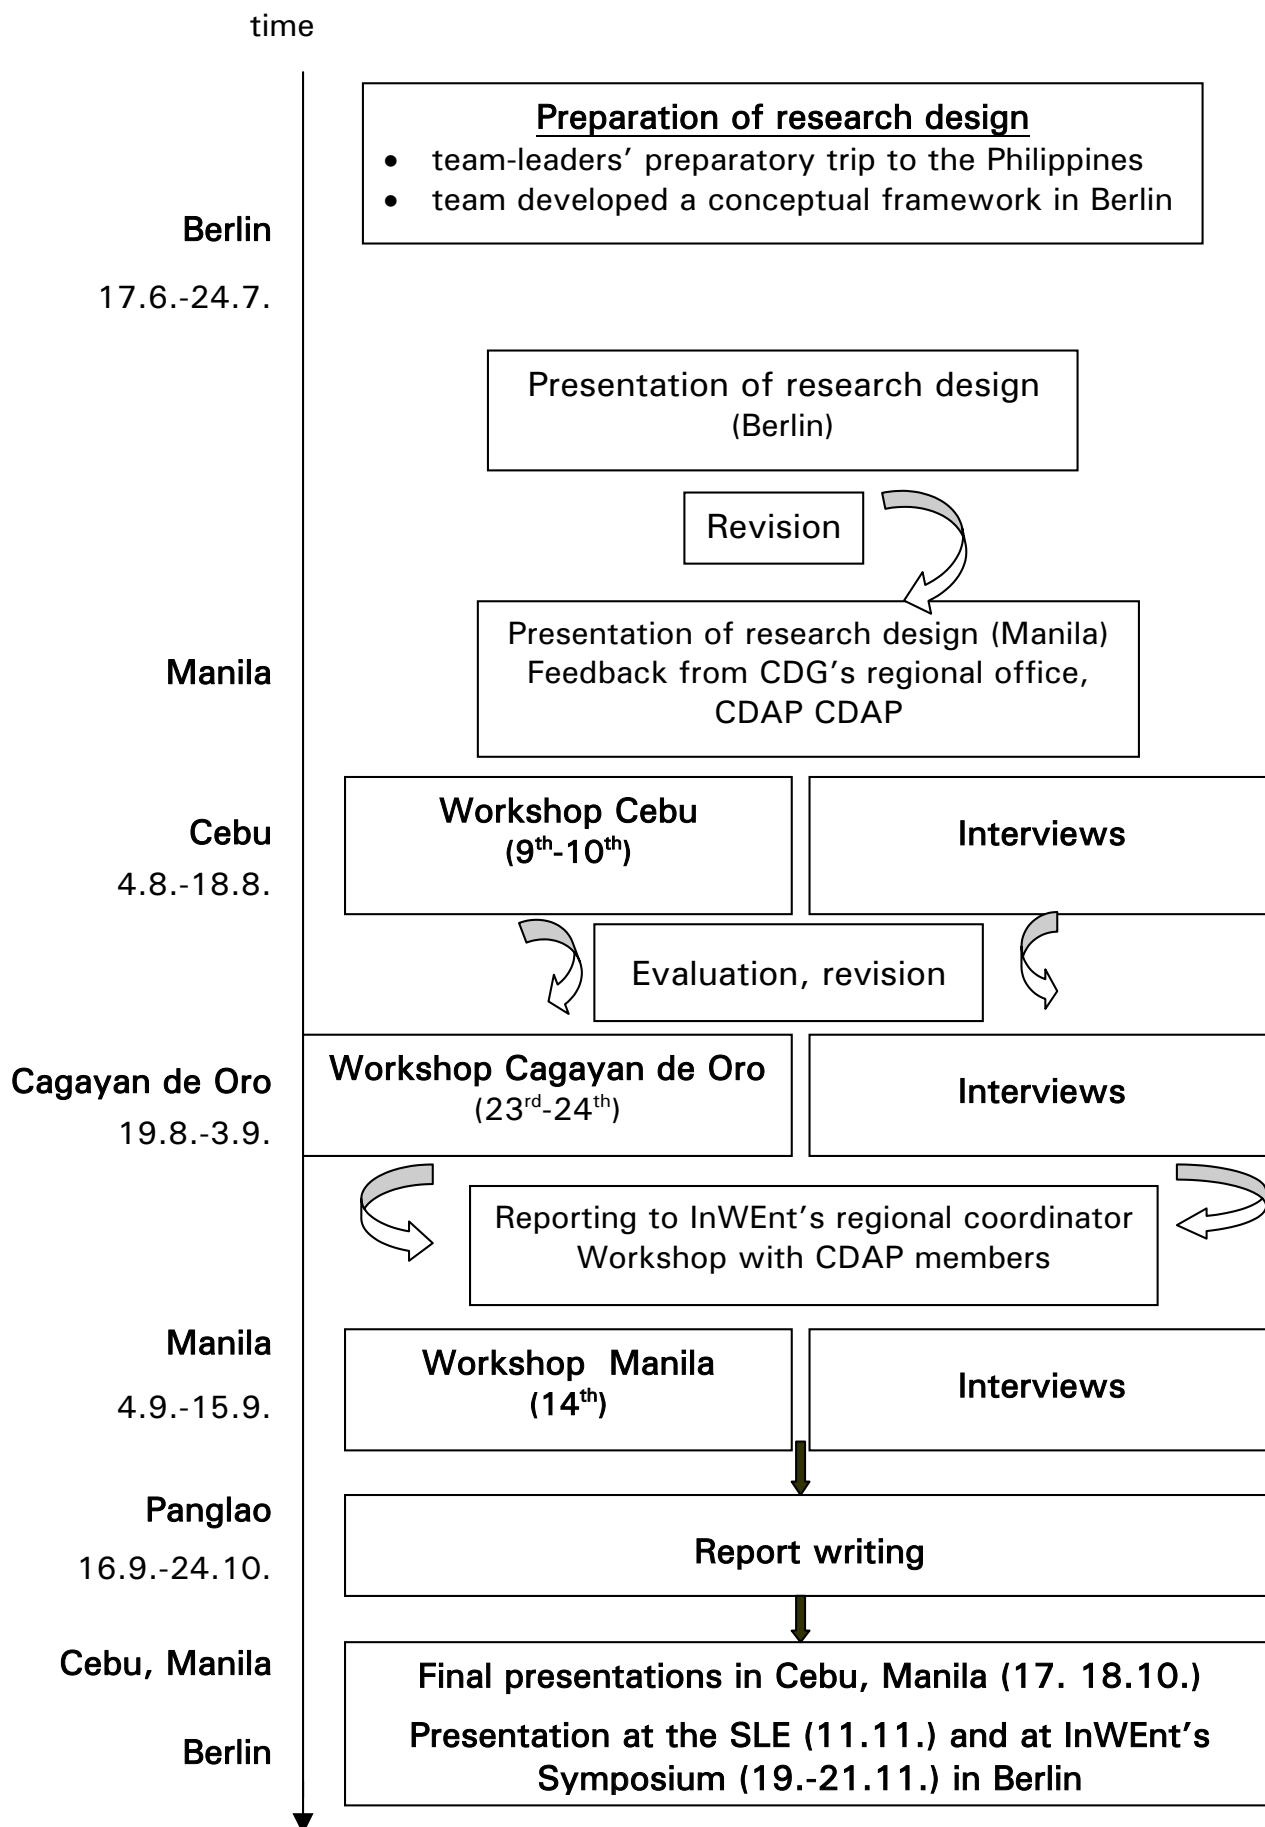 time
Preparation of research design
• team-leaders’ preparatory trip to the Philippines
• team developed a conceptual framework in Berlin
Berlin
17.6.-24.7.
Presentation of research design
(Berlin)
Revision
Presentation of research design (Manila)
Feedback from CDG’s regional office,
CDAP CDAP
Manila
Workshop Cebu
(9th-10th)
Interviews
Cebu
4.8.-18.8.
Evaluation, revision
Cagayan de Oro
19.8.-3.9.
Workshop Cagayan de Oro
(23rd-24th)
Interviews
Reporting to InWEnt’s regional coordinator
Workshop with CDAP members
Manila
4.9.-15.9.
Workshop Manila
(14th)
Interviews
Panglao
16.9.-24.10.
Report writing
Cebu, Manila
Final presentations in Cebu, Manila (17. 18.10.)
Berlin
Presentation at the SLE (11.11.) and at InWEnt’s
Symposium (19.-21.11.) in Berlin